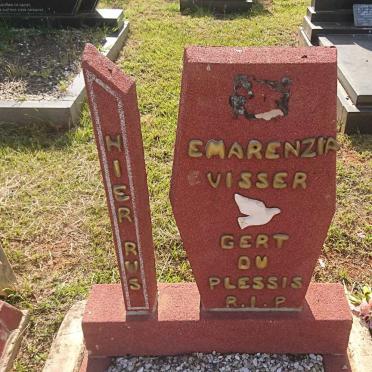 HIER RUS
EMARENZIA
VISSER
GERT
DU
PLESSIS
R.I.P